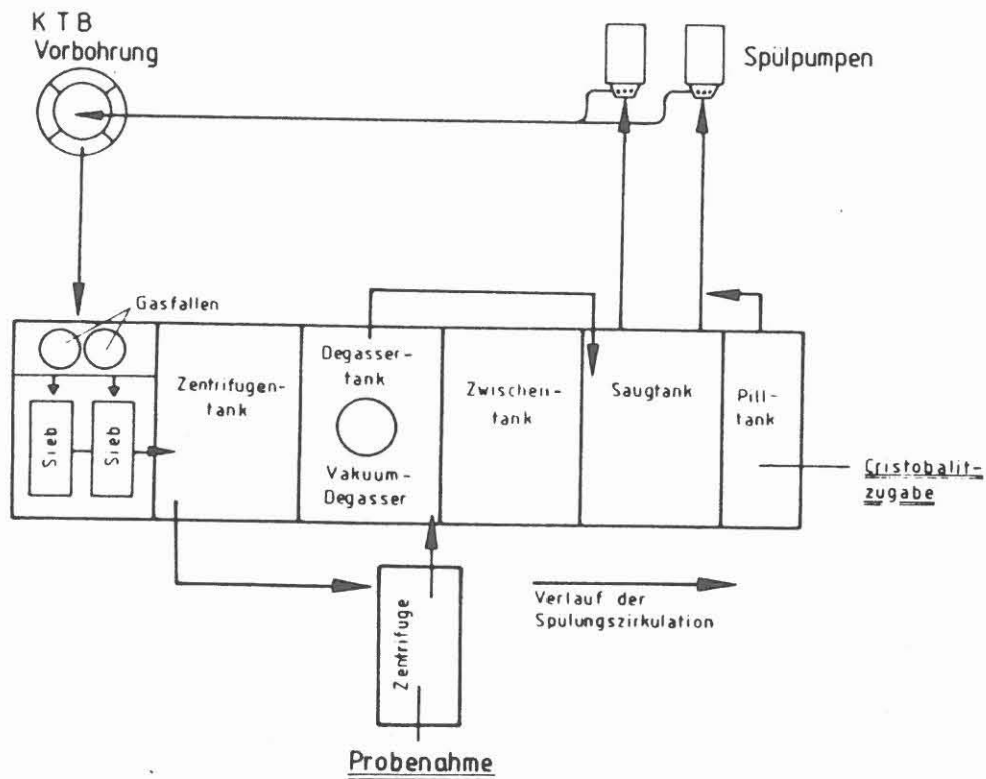 KTB
Vorbohrung
Spülpumpen
Gasfallen
Sieb
Sieb
Zentrifugen-
tank
Degasser-
tank
Vakuum-
Degasser
Zwischen-
tank
Saugtank
Pill-
tank
Cristobalit-
zugabe
Zentrifuge
Verlauf der
Spulungszirkulation
Probenahme